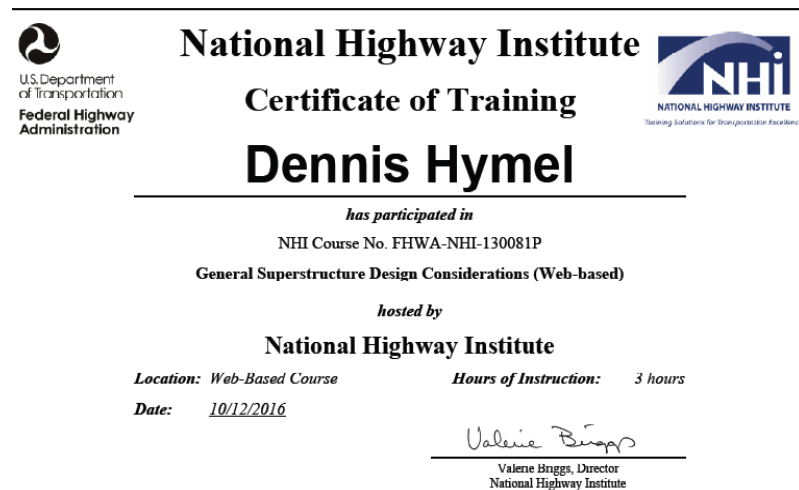 U.S. Department
of Transportation
Federal Highway
Administration
National Highway Institute
Certificate of Training
NHi
NATIONAL HIGHWAY INSTITUTE
Training Solutions for Transportation Excellence
Dennis Hymel
has participated in
NHI Course No. FHWA-NHI-130081P
General Superstructure Design Considerations (Web-based)
hosted by
National Highway Institute
Location: Web-Based Course Hours of Instruction: 3 hours
Date: 10/12/2016
Valerie Briggs
Valerie Briggs, Director
National Highway Institute